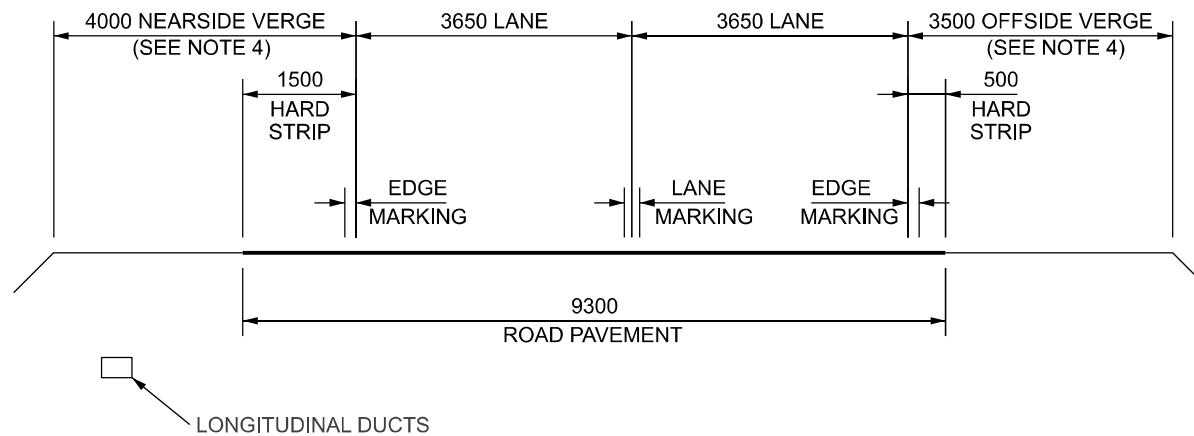 4000 NEARSIDE VERGE
(SEE NOTE 4)
3650 LANE
3650 LANE
3500 OFFSIDE VERGE
(SEE NOTE 4)
1500
HARD
STRIP
500
HARD
STRIP
EDGE
MARKING
LANE
MARKING
EDGE
MARKING
9300
ROAD PAVEMENT
LONGITUDINAL DUCTS